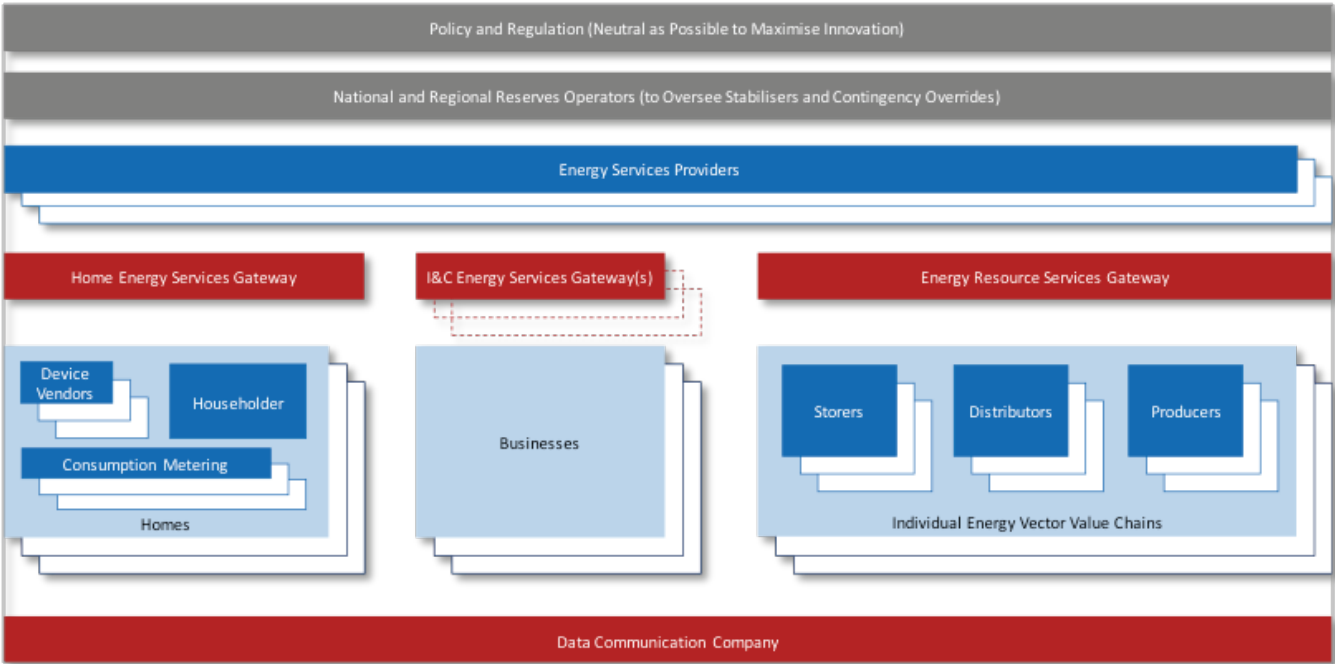 Policy and Regulation (Neutral as Possible to Maximise Innovation)
National and Regional Reserves Operators (to Oversee Stabilisers and Contingency Overrides)
Energy Services Providers
Home Energy Services Gateway
I&C Energy Services Gateway(s)
Energy Resource Services Gateway
Device
Vendors
Householder
Consumption Metering
Homes
Businesses
Storers
Distributors
Producers
Individual Energy Vector Value Chains
Data Communication Company